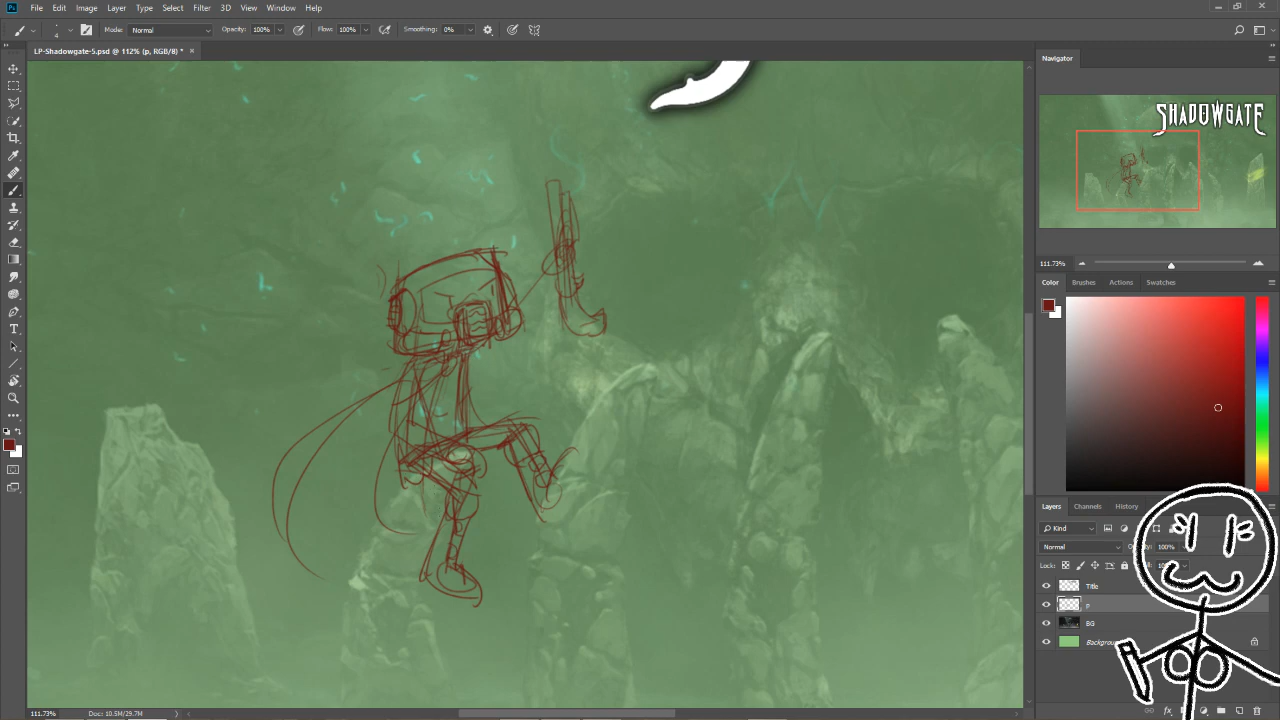 File Edit Image Layer Type Select Filter 3D View Window Help
Mode: Normal Opacity: 100% Flow: 100% Smoothing: 0%
4
LP-Shadowgate-5.psd @ 112% (p, RGB/8) *
Navigator
SHADOWGATE
111.73%
Color Brushes Actions Swatches
Layers Channels History
Kind
Normal 100%
Lock:
Title
p
BG
111.73% Doc: 10.5M/29.7M